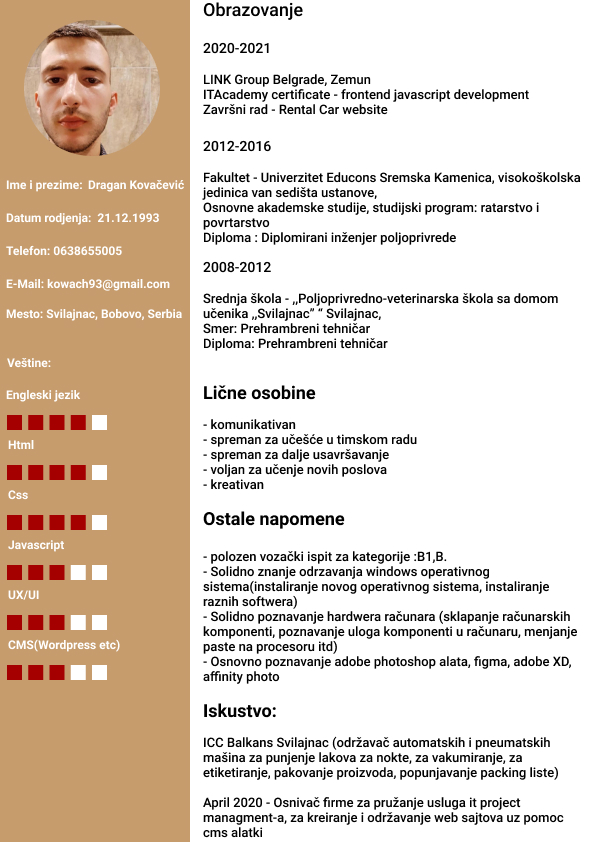 Ime i prezime:  Dragan Kovačević
Datum rodjenja:  21.12.1993
Telefon: 0638655005
E-Mail: kowach93@gmail.com
Mesto: Svilajnac, Bobovo, Serbia
Veštine:
Engleski jezik
Html
Css
Javascript
UX/UI
CMS(Wordpress etc)
Obrazovanje
2020-2021
LINK Group Belgrade, Zemun
ITAcademy certificate - frontend javascript development
Završni rad - Rental Car website
2012-2016
Fakultet - Univerzitet Educons Sremska Kamenica, visokoškolska
jedinica van sedišta ustanove,
Osnovne akademske studije, studijski program: ratarstvo i
povrtarstvo
Diploma : Diplomirani inženjer poljoprivrede
2008-2012
Srednja škola - ,,Poljoprivredno-veterinarska škola sa domom
učenika ,,Svilajnac” “ Svilajnac,
Smer: Prehrambreni tehničar
Diploma: Prehrambreni tehničar
Lične osobine
- komunikativan
- spreman za učešće u timskom radu
- spreman za dalje usavršavanje
- voljan za učenje novih poslova
- kreativan
Ostale napomene
- polozen vozački ispit za kategorije :B1,B.
- Solidno znanje odrzavanja windows operativnog
sistema(instaliranje novog operativnog sistema, instaliranje
raznih softwera)
- Solidno poznavanje hardwera računara (sklapanje računarskih
komponenti, poznavanje uloga komponenti u računaru, menjanje
paste na procesoru itd)
- Osnovno poznavanje adobe photoshop alata, figma, adobe XD,
affinity photo
Iskustvo:
ICC Balkans Svilajnac (održavač automatskih i pneumatskih
mašina za punjenje lakova za nokte, za vakumiranje, za
etiketiranje, pakovanje proizvoda, popunjavanje packing liste)
April 2020 - Osnivač firme za pružanje usluga it project
managment-a, za kreiranje i održavanje web sajtova uz pomoc
cms alatki